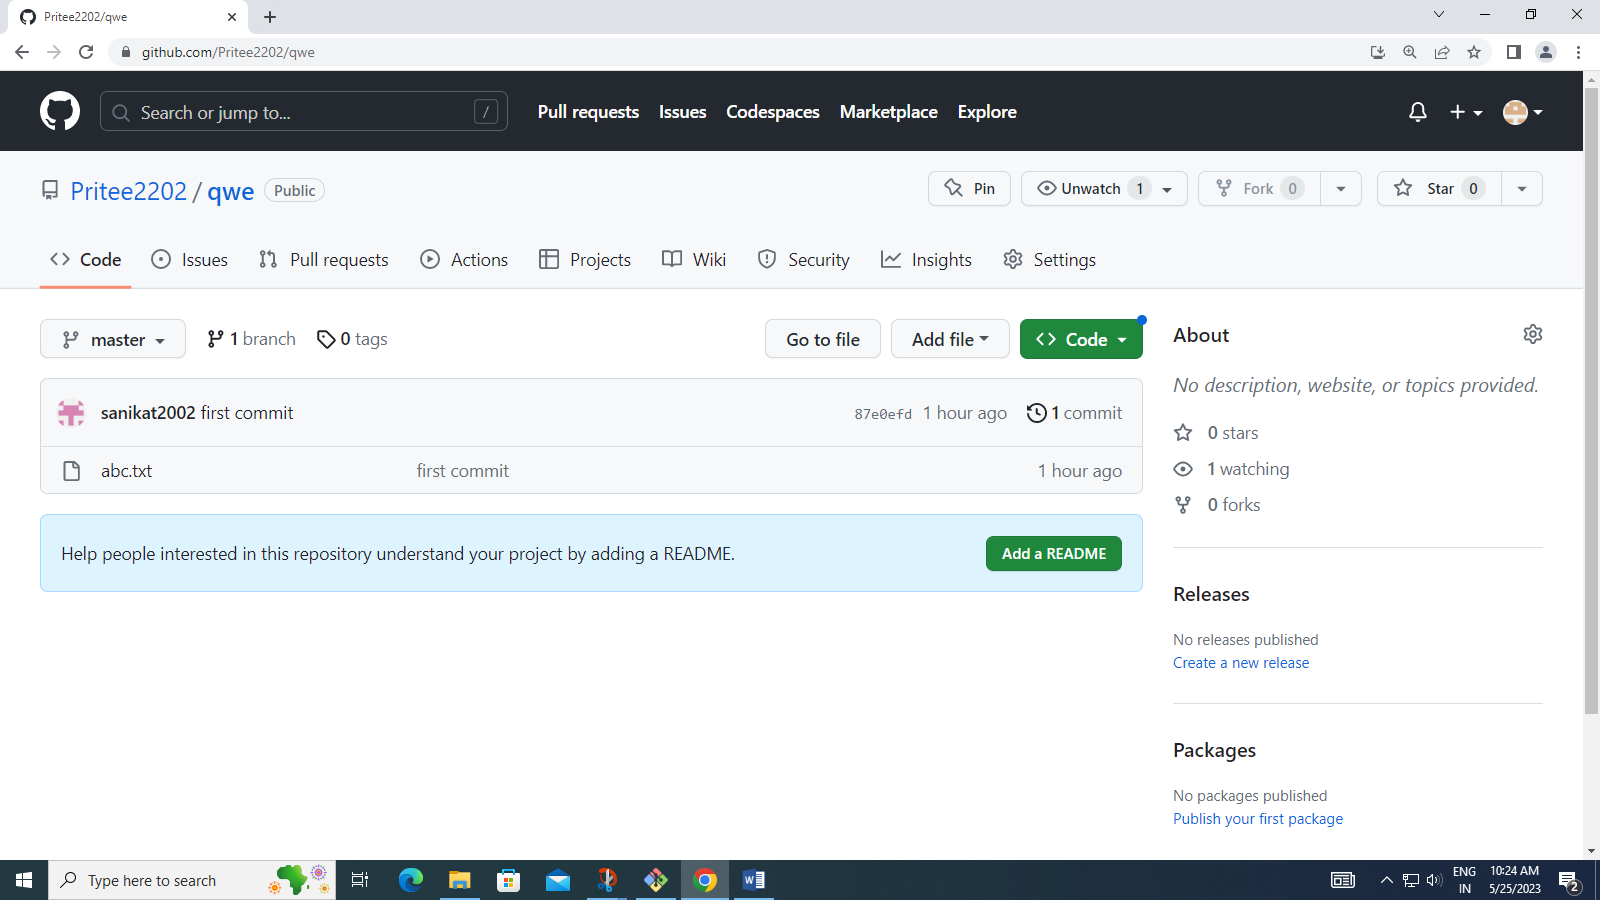 Pritee2202/qwe
github.com/Pritee2202/qwe
Search or jump to... /
Pull requests Issues Codespaces Marketplace Explore
Pritee2202 / qwe Public
Pin Unwatch 1 Fork 0 Star 0
Code Issues Pull requests Actions Projects Wiki Security Insights Settings
master 1 branch 0 tags Go to file Add file Code
sanikat2002 first commit 87e0efd 1 hour ago 1 commit
abc.txt first commit 1 hour ago
Help people interested in this repository understand your project by adding a README. Add a README
About
No description, website, or topics provided.
0 stars
1 watching
0 forks
Releases
No releases published
Create a new release
Packages
No packages published
Publish your first package
Type here to search
ENG
IN
10:24 AM
5/25/2023
2